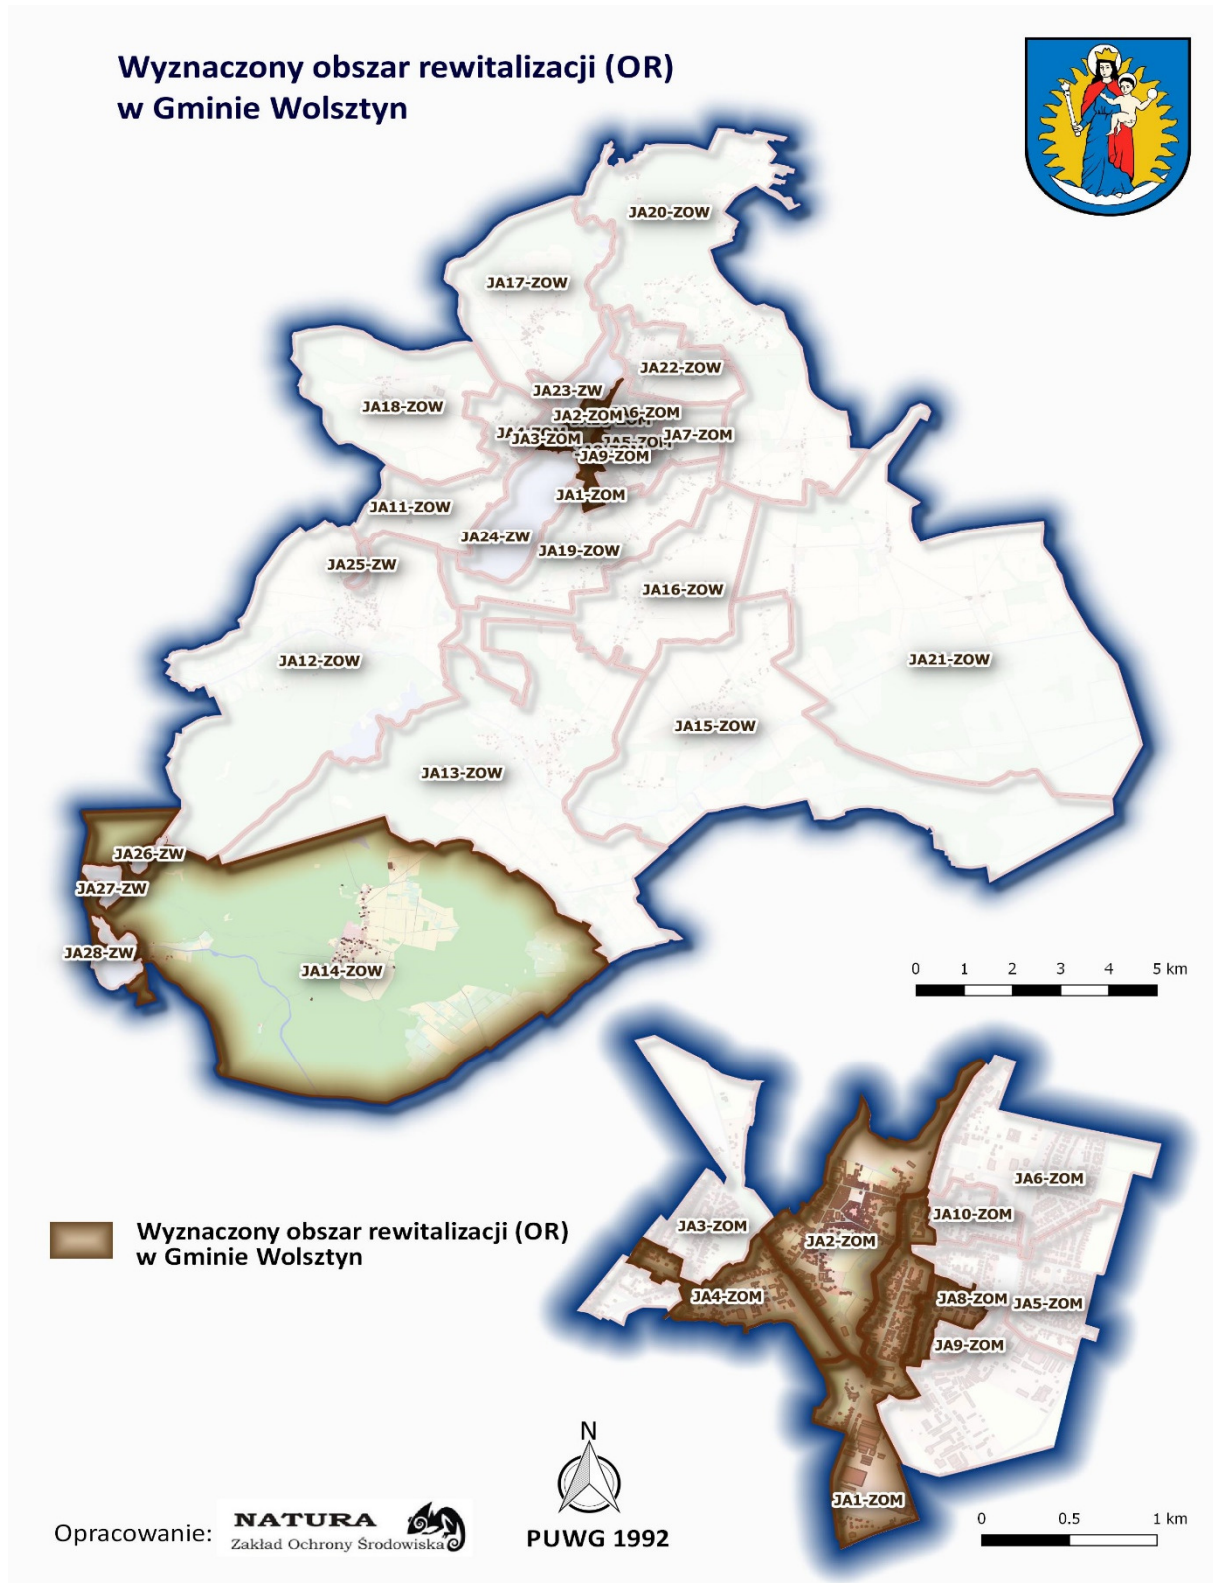 Wyznaczony obszar rewitalizacji (OR)
w Gminie Wolsztyn
JA20-ZOW
JA17-ZOW
JA22-ZOW
JA23-ZW
JA18-ZOW
JA2-ZOM
JA6-ZOM
JA3-ZOM
JA5-ZOM
JA7-ZOM
JA9-ZOM
JA1-ZOM
JA11-ZOW
JA24-ZW
JA19-ZOW
JA25-ZW
JA16-ZOW
JA12-ZOW
JA21-ZOW
JA15-ZOW
JA13-ZOW
JA26-ZW
JA27-ZW
JA28-ZW
JA14-ZOW
0 1 2 3 4 5 km
JA6-ZOM
JA10-ZOM
JA3-ZOM
JA2-ZOM
JA4-ZOM
JA8-ZOM
JA5-ZOM
JA9-ZOM
JA1-ZOM
Wyznaczony obszar rewitalizacji (OR)
w Gminie Wolsztyn
N
PUWG 1992
0 0.5 1 km
Opracowanie:
NATURA
Zakład Ochrony Środowiska